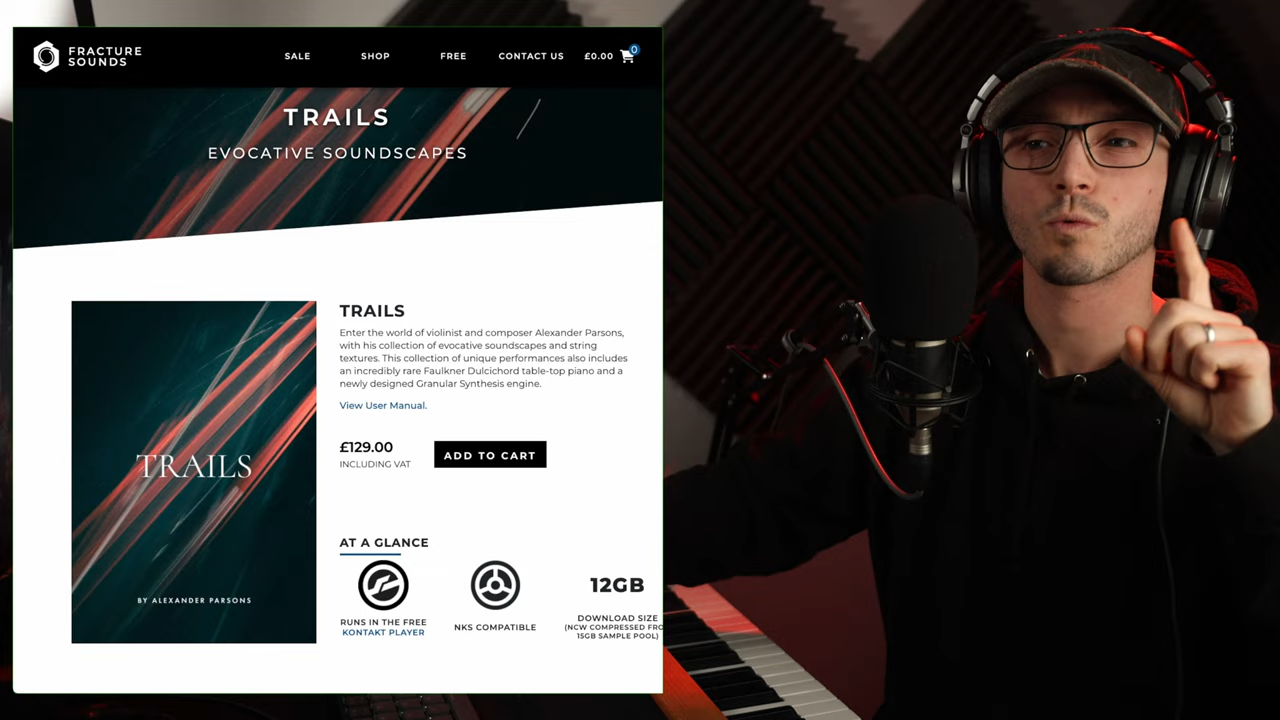 FRACTURE
SOUNDS
SALE
SHOP
FREE
CONTACT US
£0.00
0
TRAILS
EVOCATIVE SOUNDSCAPES
TRAILS
BY ALEXANDER PARSONS
TRAILS
Enter the world of violinist and composer Alexander Parsons,
with his collection of evocative soundscapes and string
textures. This collection of unique performances also includes
an incredibly rare Faulkner Dulcichord table-top piano and a
newly designed Granular Synthesis engine.
View User Manual.
£129.00
INCLUDING VAT
ADD TO CART
AT A GLANCE
RUNS IN THE FREE
KONTAKT PLAYER
NKS COMPATIBLE
12GB
DOWNLOAD SIZE
(NCW COMPRESSED FRO
15GB SAMPLE POOL)